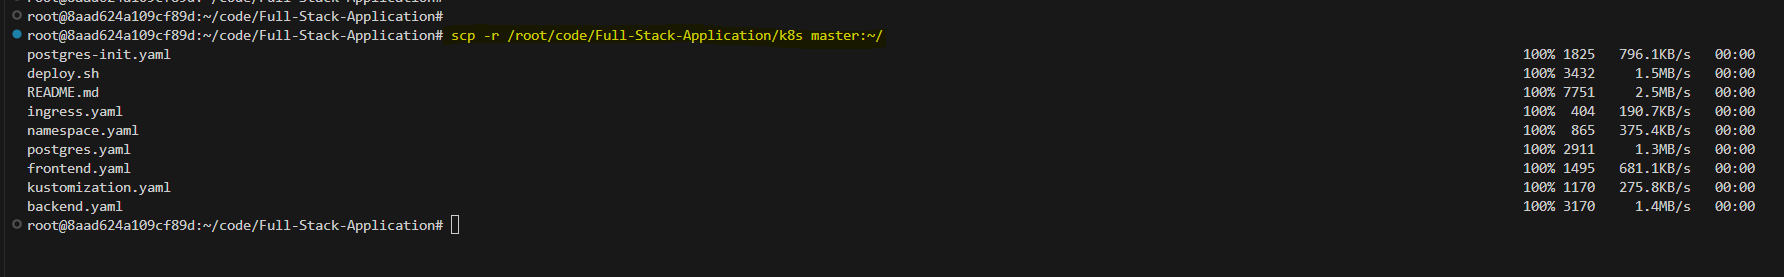 root@8aad624a109cf89d:~/code/Full-Stack-Application#
root@8aad624a109cf89d:~/code/Full-Stack-Application# scp -r /root/code/Full-Stack-Application/k8s master:~/
postgres-init.yaml 100% 1825 796.1KB/s 00:00
deploy.sh 100% 3432 1.5MB/s 00:00
README.md 100% 7751 2.5MB/s 00:00
ingress.yaml 100% 404 190.7KB/s 00:00
namespace.yaml 100% 865 375.4KB/s 00:00
postgres.yaml 100% 2911 1.3MB/s 00:00
frontend.yaml 100% 1495 681.1KB/s 00:00
kustomization.yaml 100% 1170 275.8KB/s 00:00
backend.yaml 100% 3170 1.4MB/s 00:00
root@8aad624a109cf89d:~/code/Full-Stack-Application#